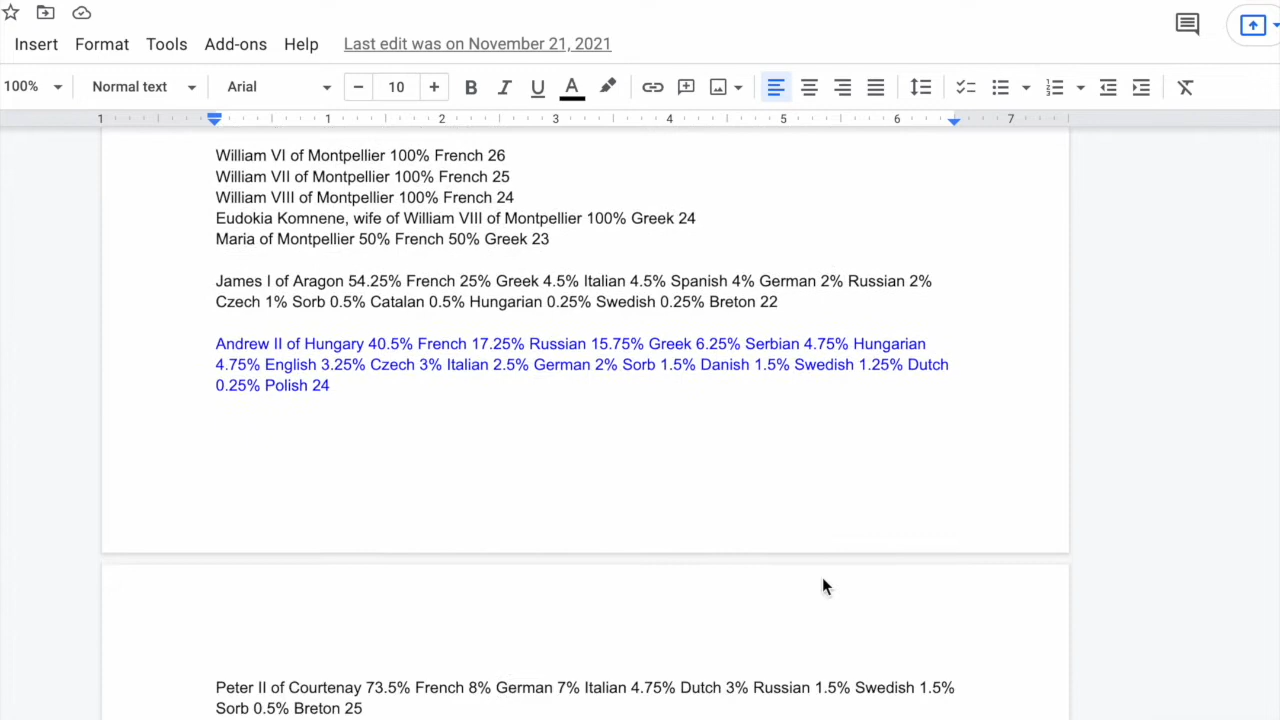 Insert Format Tools Add-ons Help Last edit was on November 21, 2021
100% Normal text Arial 10 B I U A
1 1 2 3 4 5 6 7
William VI of Montpellier 100% French 26
William VII of Montpellier 100% French 25
William VIII of Montpellier 100% French 24
Eudokia Komnene, wife of William VIII of Montpellier 100% Greek 24
Maria of Montpellier 50% French 50% Greek 23
James I of Aragon 54.25% French 25% Greek 4.5% Italian 4.5% Spanish 4% German 2% Russian 2%
Czech 1% Sorb 0.5% Catalan 0.5% Hungarian 0.25% Swedish 0.25% Breton 22
Andrew II of Hungary 40.5% French 17.25% Russian 15.75% Greek 6.25% Serbian 4.75% Hungarian
4.75% English 3.25% Czech 3% Italian 2.5% German 2% Sorb 1.5% Danish 1.5% Swedish 1.25% Dutch
0.25% Polish 24
Peter II of Courtenay 73.5% French 8% German 7% Italian 4.75% Dutch 3% Russian 1.5% Swedish 1.5%
Sorb 0.5% Breton 25